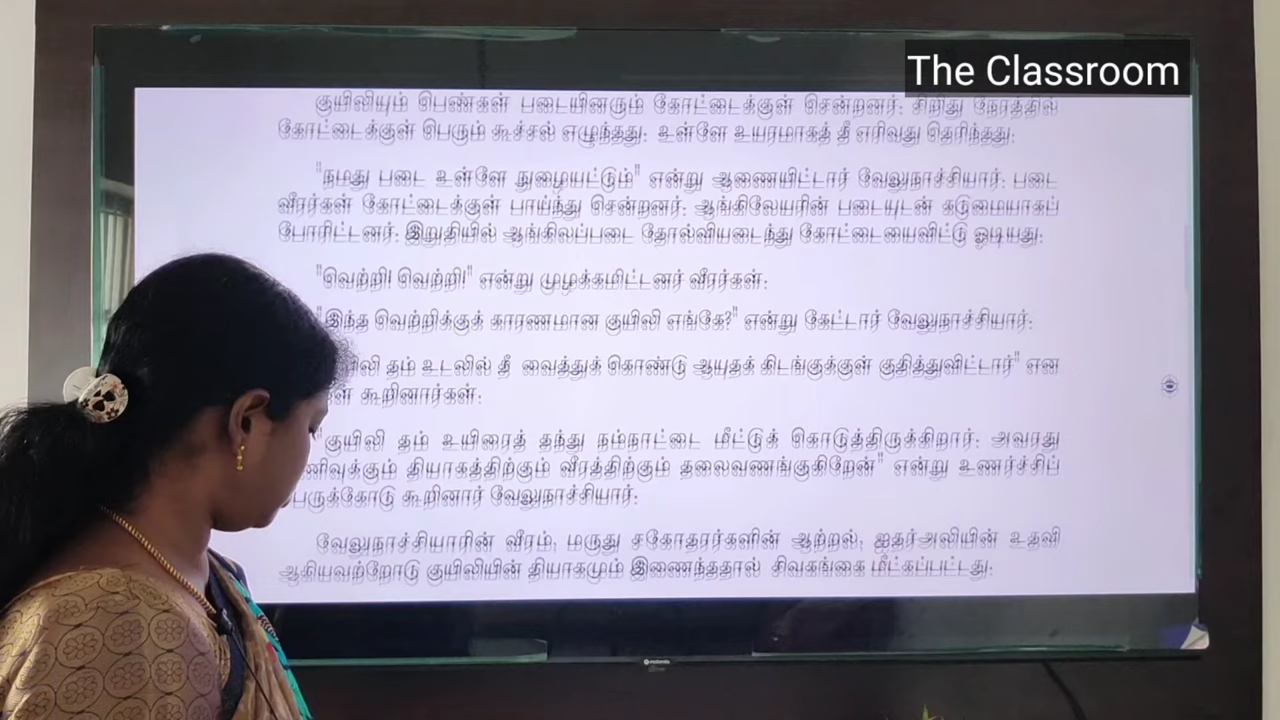 The Classroom
குயிலியும் பெண்கள் படையினரும் கோட்டைக்குள் சென்றனர். சிறிது நேரத்தில்
கோட்டைக்குள் பெரும் கூச்சல் எழுந்தது. உள்ளே உயரமாகத் தீ எரிவது தெரிந்தது.
"நமது படை உள்ளே நுழையட்டும்" என்று ஆணையிட்டார் வேலுநாச்சியார். படை
வீரர்கள் கோட்டைக்குள் பாய்ந்து சென்றனர். ஆங்கிலேயரின் படையுடன் கடுமையாகப்
போரிட்டனர். இறுதியில் ஆங்கிலப்படை தோல்வியடைந்து கோட்டையைவிட்டு ஓடியது.
"வெற்றி! வெற்றி!" என்று முழக்கமிட்டனர் வீரர்கள்.
"இந்த வெற்றிக்குக் காரணமான குயிலி எங்கே?" என்று கேட்டார் வேலுநாச்சியார்.
தம் உடலில் தீ வைத்துக் கொண்டு ஆயுதக் கிடங்குக்குள் குதித்துவிட்டார்" என
கூறினார்கள்.
"குயிலி தம் உயிரைத் தந்து நம்நாட்டை மீட்டுக் கொடுத்திருக்கிறார். அவரது
தியாகத்திற்கும் வீரத்திற்கும் தலைவணங்குகிறேன்" என்று உணர்ச்சிப்
பெருக்கோடு கூறினார் வேலுநாச்சியார்.
வேலுநாச்சியாரின் வீரம், மருது சகோதரர்களின் ஆற்றல், ஐதர்அலியின் உதவி
ஆகியவற்றோடு குயிலியின் தியாகமும் இணைந்ததால் சிவகங்கை மீட்கப்பட்டது.
motorola